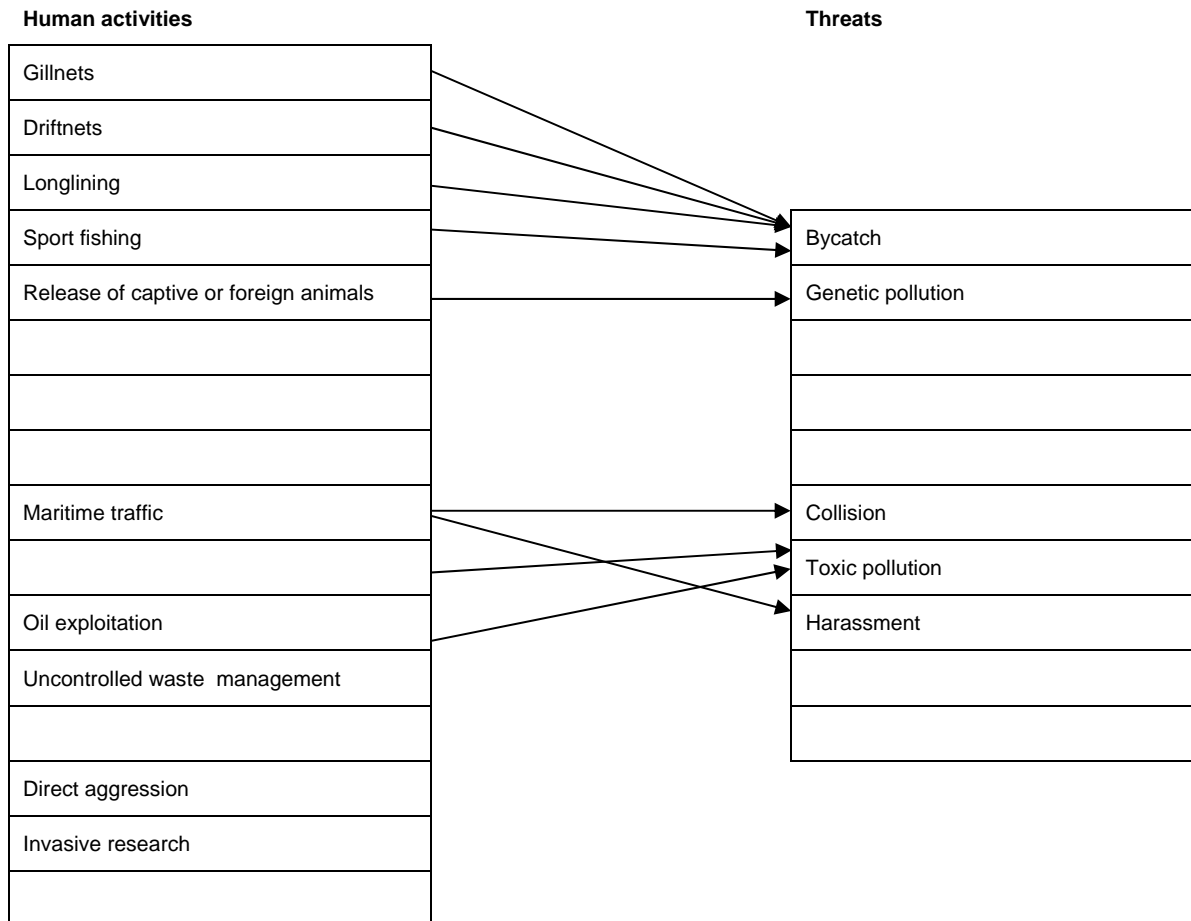 Human activities
Threats
Gillnets
Driftnets
Longlining
Sport fishing
Bycatch
Release of captive or foreign animals
Genetic pollution
Maritime traffic
Collision
Toxic pollution
Oil exploitation
Harassment
Uncontrolled waste  management
Direct aggression
Invasive research